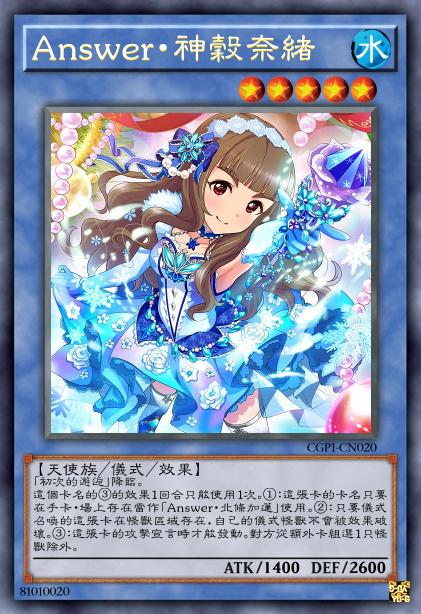 Answer・神穀奈緒
水
CGP1-CN020
【天使族／儀式／效果】
「初次的邂逅」降臨。
這個卡名的③的效果1回合只能使用1次。①:這張卡的卡名只要
在手卡・場上存在當作「Answer・北條加蓮」使用。②:只要儀式
召喚的這張卡在怪獸區域存在,自己的儀式怪獸不會被效果破
壞。③:這張卡的攻擊宣言時才能發動。對方從額外卡組選1只怪
獸除外。
ATK/1400 DEF/2600
81010020